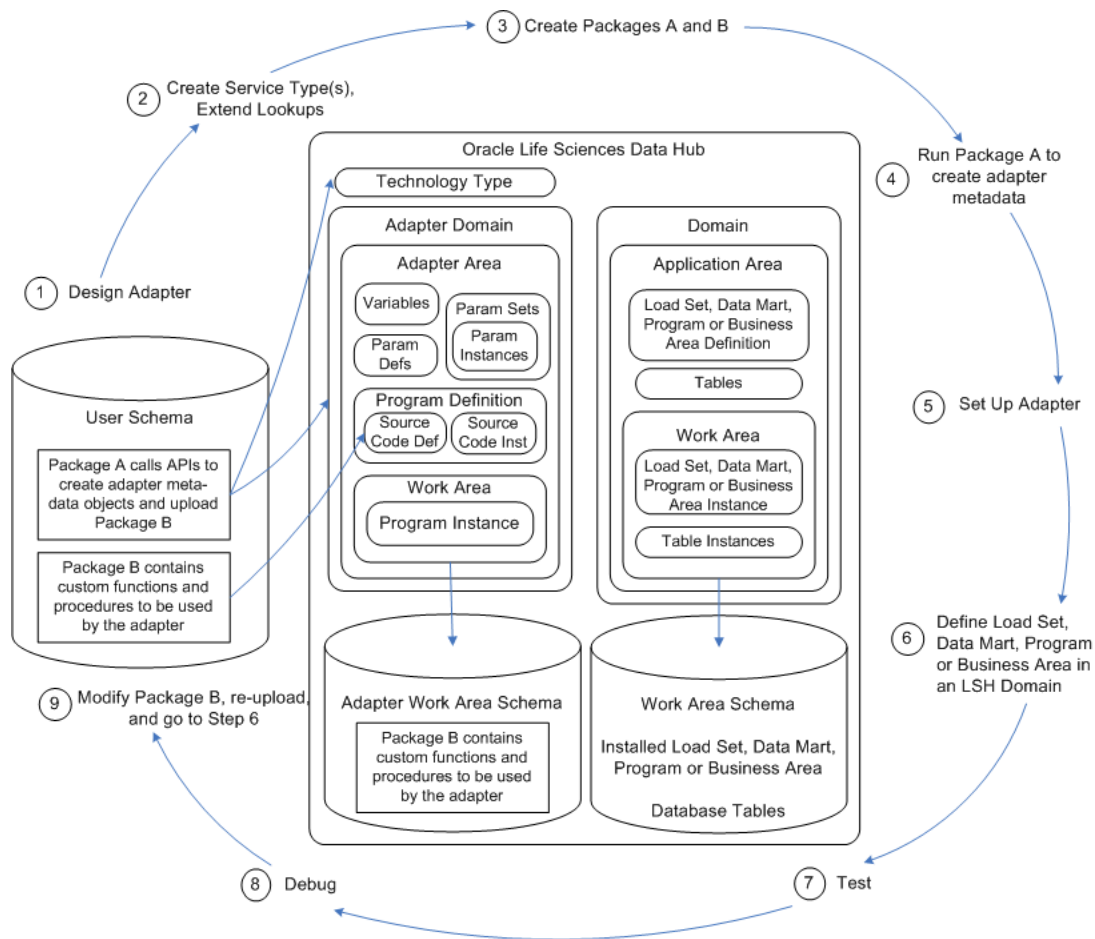 3
Create Packages A and B
2
Create Service Type(s),
Extend Lookups
Oracle Life Sciences Data Hub
4
Run Package A to
create adapter
metadata
Technology Type
Adapter Domain
Domain
Adapter Area
Application Area
1
Design Adapter
Variables
Param Sets
Param
Instances
Param
Defs
Load Set, Data Mart,
Program or Business
Area Definition
Tables
Program Definition
Source
Code Def
Source
Code Inst
5
Set Up Adapter
User Schema
Package A calls APIs to
create adapter meta-
data objects and upload
Package B
Work Area
Program Instance
Work Area
Load Set, Data Mart,
Program or Business
Area Instance
Table Instances
Package B contains
custom functions and
procedures to be used
by the adapter
6
Define Load Set,
Data Mart, Program
or Business Area in
an LSH Domain
9
Modify Package B, re-upload,
and go to Step 6
Adapter Work Area Schema
Package B contains
custom functions and
procedures to be used
by the adapter
Work Area Schema
Installed Load Set, Data Mart,
Program or Business Area
Database Tables
8
Debug
7
Test